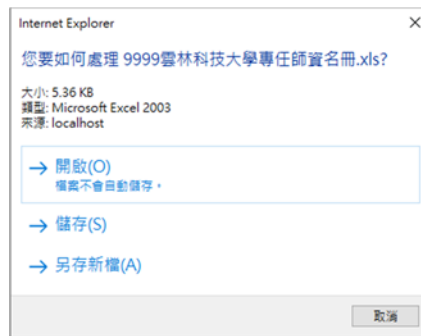 Internet Explorer
您要如何處理 9999雲林科技大學專任師資名冊.xls?
大小: 5.36 KB
類型: Microsoft Excel 2003
來源: localhost
開啟(O)
檔案不會自動儲存。
儲存(S)
另存新檔(A)
取消